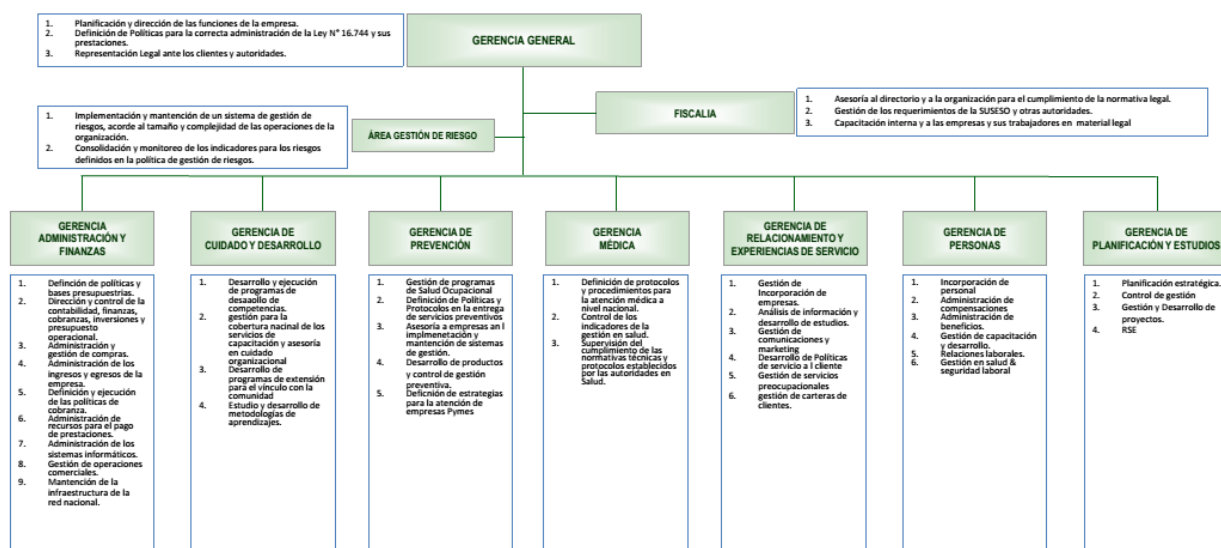 1. Planificación y dirección de las funciones de la empresa.
2. Definición de Políticas para la correcta administración de la Ley N° 16.744 y sus
prestaciones.
3. Representación Legal ante los clientes y autoridades.
GERENCIA GENERAL
1. Implementación y mantención de un sistema de gestión de
riesgos, acorde al tamaño y complejidad de las operaciones de la
organización.
2. Consolidación y monitoreo de los indicadores para los riesgos
definidos en la política de gestión de riesgos.
ÁREA GESTIÓN DE RIESGO
FISCALIA
1. Asesoría al directorio y a la organización para el cumplimiento de la normativa legal.
2. Gestión de los requerimientos de la SUSESO y otras autoridades.
3. Capacitación interna y a las empresas y sus trabajadores en material legal
GERENCIA
ADMINISTRACIÓN Y
FINANZAS
1. Definición de políticas y
bases presupuestrias.
2. Dirección y control de la
contabilidad, finanzas,
cobranzas, inversiones y
presupuesto
operacional.
3. Administración y
gestión de compras.
4. Administración de los
ingresos y egresos de la
empresa.
5. Definición y ejecución
de las políticas de
cobranza.
6. Administración de
recursos para el pago
de prestaciones.
7. Administración de los
sistemas informáticos.
8. Gestión de operaciones
comerciales.
9. Mantención de la
infraestructura de la
red nacional.
GERENCIA DE
CUIDADO Y DESARROLLO
1. Desarrollo y ejecución
de programas de
desaaollo de
competencias.
2. gestión para la
cobertura nacinal de los
servicios de
capacitación y asesoría
en cuidado
organizacional
3. Desarrollo de
programas de extensión
para el vínculo con la
comunidad
4. Estudio y desarrollo de
metodologías de
aprendizajes.
GERENCIA DE
PREVENCIÓN
1. Gestión de programas
de Salud Ocupacional
2. Definición de Políticas y
Protocolos en la entrega
de servicios preventivos
3. Asesoría a empresas an l
implmenetación y
mantención de sistemas
de gestión.
4. Desarrollo de productos
y control de gestión
preventiva.
5. Deficnión de estrategias
para la atención de
empresas Pymes
GERENCIA
MÉDICA
1. Definición de protocolos
y procedimientos para
la atención médica a
nivel nacional.
2. Control de los
indicadores de la
gestión en salud.
3. Supervisión del
cumplimiento de las
normativas técnicas y
protocolos establecidos
por las autoridades en
Salud.
GERENCIA DE
RELACIONAMIENTO Y
EXPERIENCIAS DE SERVICIO
1. Gestión de
Incorporación de
empresas.
2. Análisis de información y
desarrollo de estudios.
3. Gestión de
comunicaciones y
marketing
4. Desarrollo de Políticas
de servicio a l cliente
5. Gestión de servicios
preocupacionales
6. gestión de carteras de
clientes.
GERENCIA DE
PERSONAS
1. Incorporación de
personal
2. Administración de
compensaciones
3. Administración de
beneficios.
4. Gestión de capacitación
y desarrollo.
5. Relaciones laborales.
6. Gestión en salud &
seguridad laboral
GERENCIA DE
PLANIFICACIÓN Y ESTUDIOS
1. Planificación estratégica.
2. Control de gestión
3. Gestión y Desarrollo de
proyectos.
4. RSE